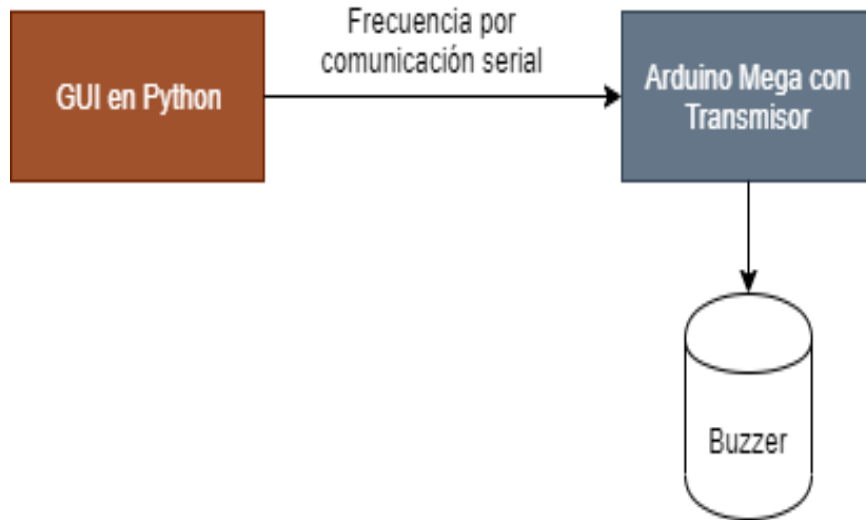 Frecuencia por
comunicación serial
GUI en Python
Arduino Mega con
Transmisor
Buzzer